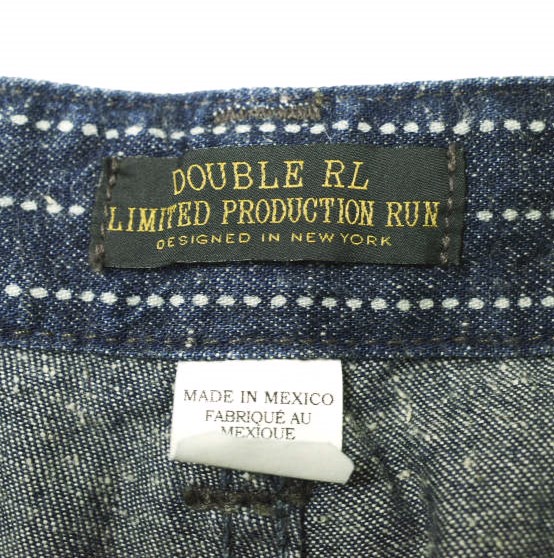 DOUBLE RL
LIMITED PRODUCTION RUN
DESIGNED IN NEW YORK
MADE IN MEXICO
FABRIQUÉ AU
MEXIQUE